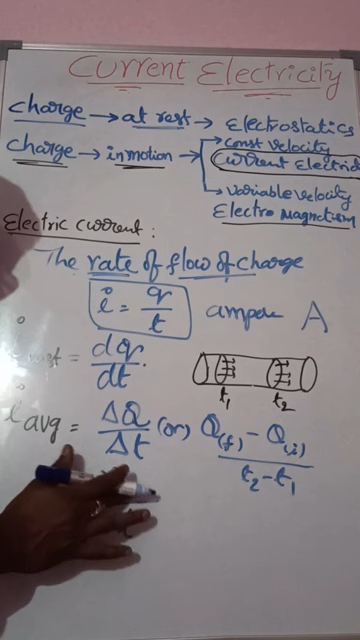 Current Electricity
charge → at rest → Electrostatics
charge → in motion → const velocity
Current Electrici
variable velocity
Electro Magnetism
Electric current :
The rate of flow of charge
i = q/t ampere A
= dq/dt.
t₁ t₂
i avg = ΔQ/Δt (or) Q(f) - Q(i) / t₂ - t₁